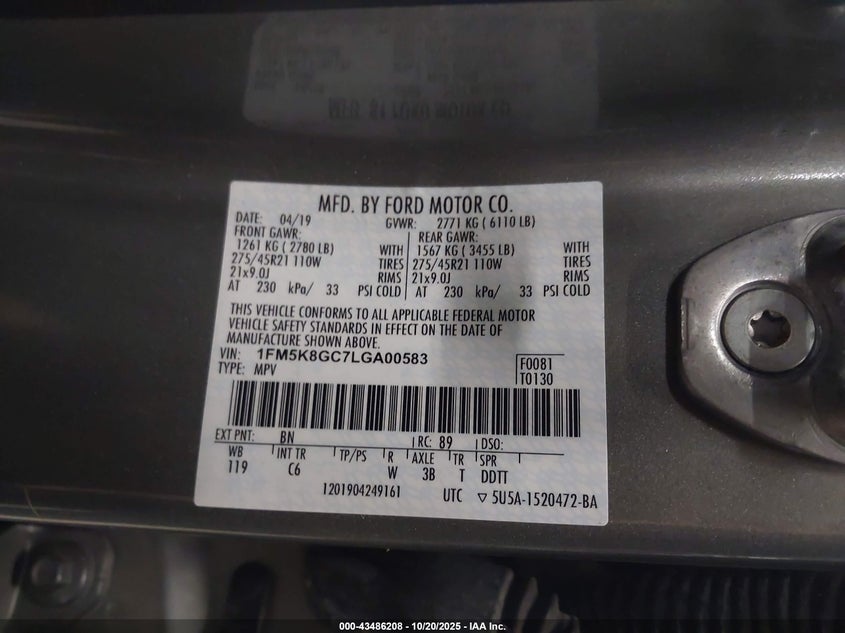 MFD. BY FORD MOTOR CO.
DATE: 04/19 GVWR: 2771 KG ( 6110 LB)
FRONT GAWR: REAR GAWR:
1261 KG ( 2780 LB) WITH 1567 KG ( 3455 LB) WITH
275/45R21 110W TIRES 275/45R21 110W TIRES
21x9.0J RIMS 21x9.0J RIMS
AT 230 kPa/ 33 PSI COLD AT 230 kPa/ 33 PSI COLD
THIS VEHICLE CONFORMS TO ALL APPLICABLE FEDERAL MOTOR
VEHICLE SAFETY STANDARDS IN EFFECT ON THE DATE OF
MANUFACTURE SHOWN ABOVE.
VIN: 1FM5K8GC7LGA00583 F0081
TYPE: MPV T0130
EXT PNT: BN RC: 89 DSO:
WB INT TR TP/PS R AXLE TR SPR
119 C6 W 3B T DDTT
1201904249161 UTC ▽ 5U5A-1520472-BA
000-43486208 - 10/20/2025 - IAA Inc.